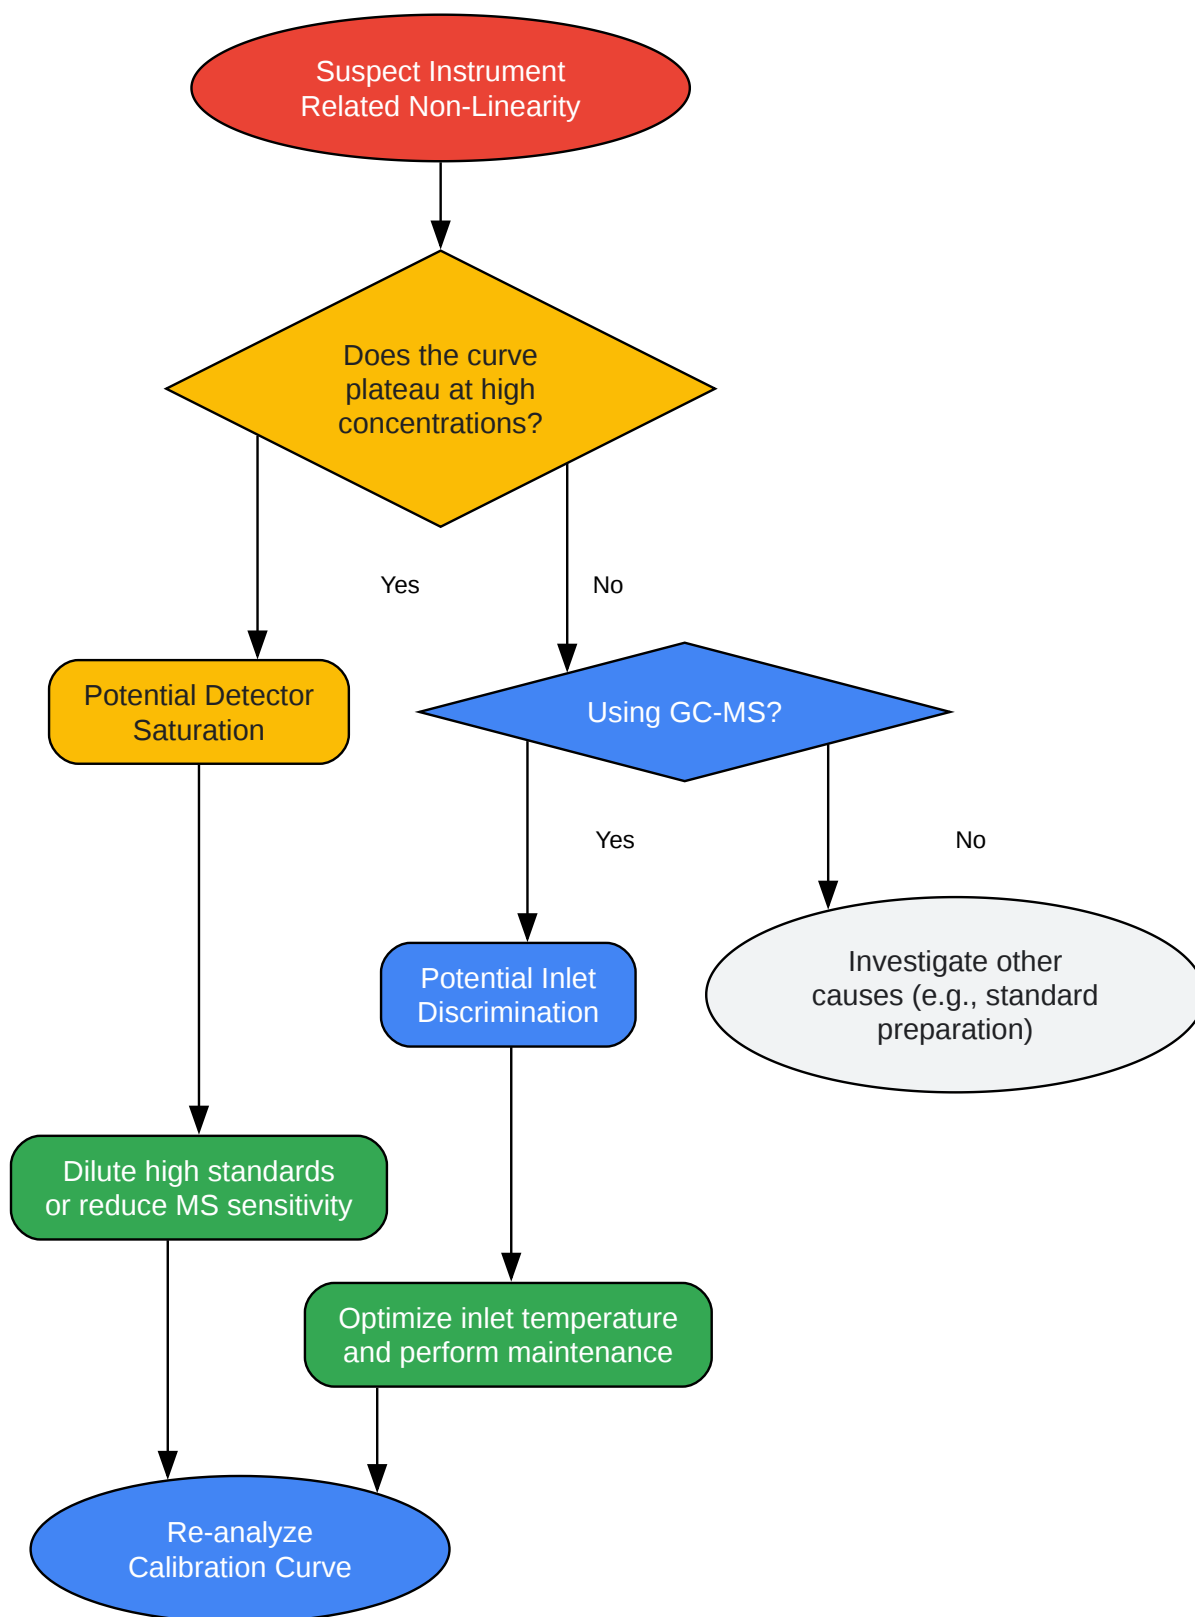 Suspect Instrument
Related Non-Linearity
Does the curve
plateau at high
concentrations?
Yes
No
Potential Detector
Saturation
Using GC-MS?
Yes
No
Potential Inlet
Discrimination
Investigate other
causes (e.g., standard
preparation)
Dilute high standards
or reduce MS sensitivity
Optimize inlet temperature
and perform maintenance
Re-analyze
Calibration Curve